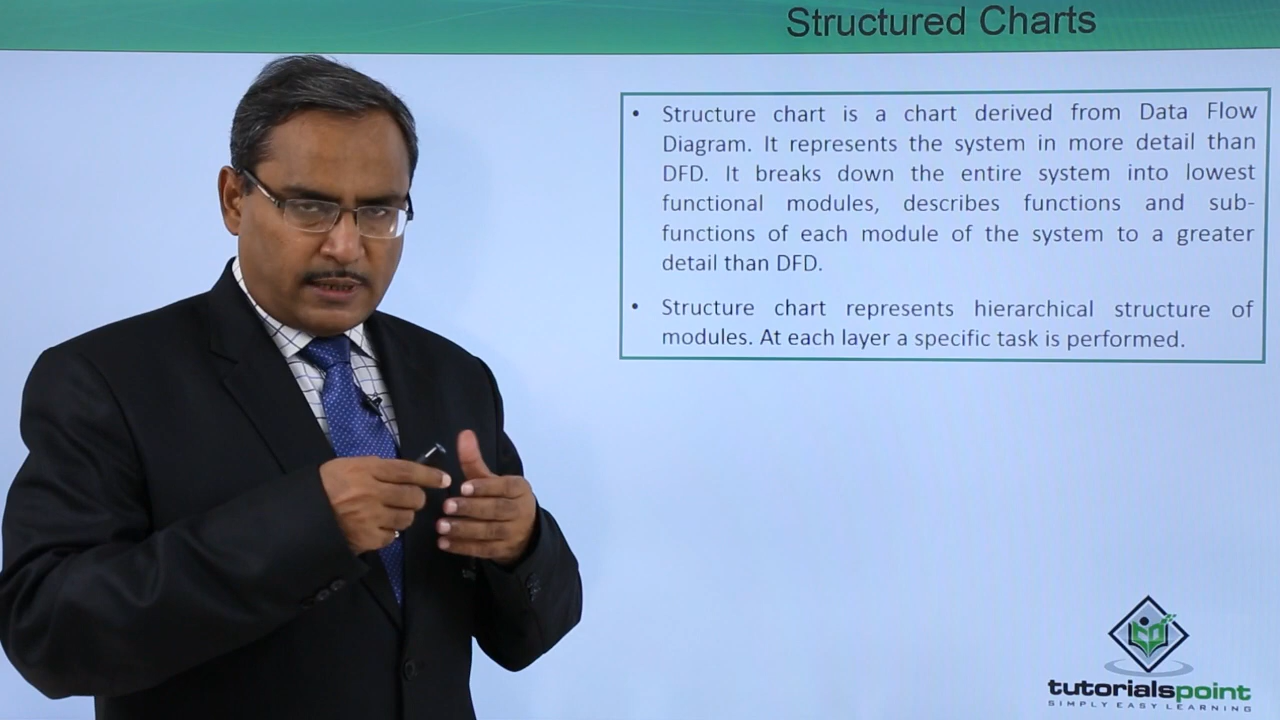 Structured Charts
• Structure chart is a chart derived from Data Flow
Diagram. It represents the system in more detail than
DFD. It breaks down the entire system into lowest
functional modules, describes functions and sub-
functions of each module of the system to a greater
detail than DFD.
• Structure chart represents hierarchical structure of
modules. At each layer a specific task is performed.
tutorialspoint
SIMPLY EASY LEARNING